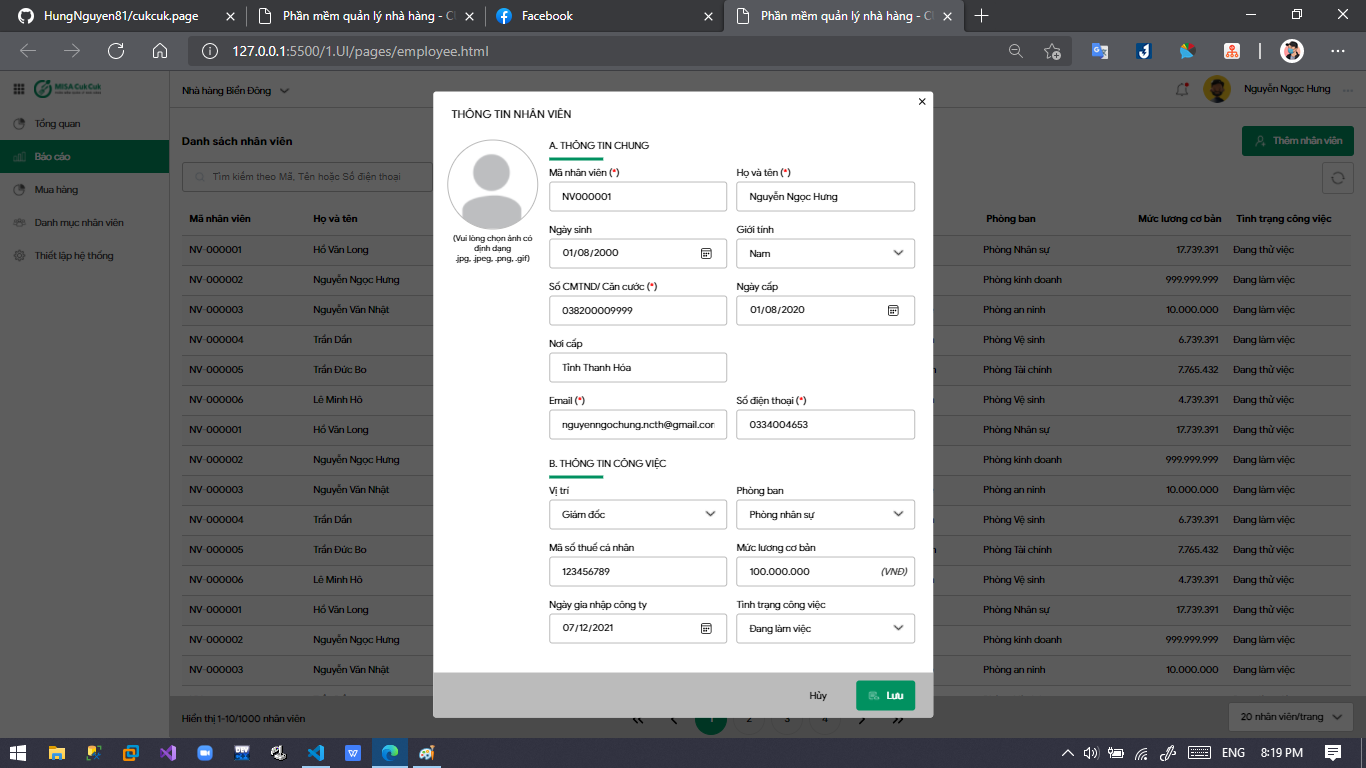 HungNguyen81/cukcuk.page
Phần mềm quản lý nhà hàng - C
Facebook
Phần mềm quản lý nhà hàng - C
127.0.0.1:5500/1.UI/pages/employee.html
MISA Cuk Cuk
Nhà hàng Biển Đông
Nguyễn Ngọc Hưng
Tổng quan
Báo cáo
Mua hàng
Danh mục nhân viên
Thiết lập hệ thống
Danh sách nhân viên
Thêm nhân viên
Tìm kiếm theo Mã, Tên hoặc Số điện thoại
Mã nhân viên Họ và tên Phòng ban Mức lương cơ bản Tình trạng công việc
NV-000001 Hồ Văn Long Phòng Nhân sự 17.739.391 Đang thử việc
NV-000002 Nguyễn Ngọc Hưng Phòng kinh doanh 999.999.999 Đang làm việc
NV-000003 Nguyễn Văn Nhật Phòng an ninh 10.000.000 Đang làm việc
NV-000004 Trần Dần Phòng Vệ sinh 6.739.391 Đang làm việc
NV-000005 Trần Đức Bo Phòng Tài chính 7.765.432 Đang làm việc
NV-000006 Lê Minh Hô Phòng Vệ sinh 4.739.391 Đang làm việc
NV-000001 Hồ Văn Long Phòng Nhân sự 17.739.391 Đang thử việc
NV-000002 Nguyễn Ngọc Hưng Phòng kinh doanh 999.999.999 Đang làm việc
NV-000003 Nguyễn Văn Nhật Phòng an ninh 10.000.000 Đang làm việc
NV-000004 Trần Dần Phòng Vệ sinh 6.739.391 Đang làm việc
NV-000005 Trần Đức Bo Phòng Tài chính 7.765.432 Đang làm việc
NV-000006 Lê Minh Hô Phòng Vệ sinh 4.739.391 Đang làm việc
NV-000001 Hồ Văn Long Phòng Nhân sự 17.739.391 Đang thử việc
NV-000002 Nguyễn Ngọc Hưng Phòng kinh doanh 999.999.999 Đang làm việc
NV-000003 Nguyễn Văn Nhật Phòng an ninh 10.000.000 Đang làm việc
Hiển thị 1-10/1000 nhân viên
1 2 3 4
20 nhân viên/trang
THÔNG TIN NHÂN VIÊN
(Vui lòng chọn ảnh có
định dạng
.jpg, .jpeg, .png, .gif)
A. THÔNG TIN CHUNG
Mã nhân viên (*) Họ và tên (*)
NV000001 Nguyễn Ngọc Hưng
Ngày sinh Giới tính
01/08/2000 Nam
Số CMTND/ Căn cước (*) Ngày cấp
038200009999 01/08/2020
Nơi cấp
Tỉnh Thanh Hóa
Email (*) Số điện thoại (*)
nguyenngochung.ncth@gmail.com 0334004653
B. THÔNG TIN CÔNG VIỆC
Vị trí Phòng ban
Giám đốc Phòng nhân sự
Mã số thuế cá nhân Mức lương cơ bản
123456789 100.000.000 (VNĐ)
Ngày gia nhập công ty Tình trạng công việc
07/12/2021 Đang làm việc
Hủy Lưu
ENG 8:19 PM